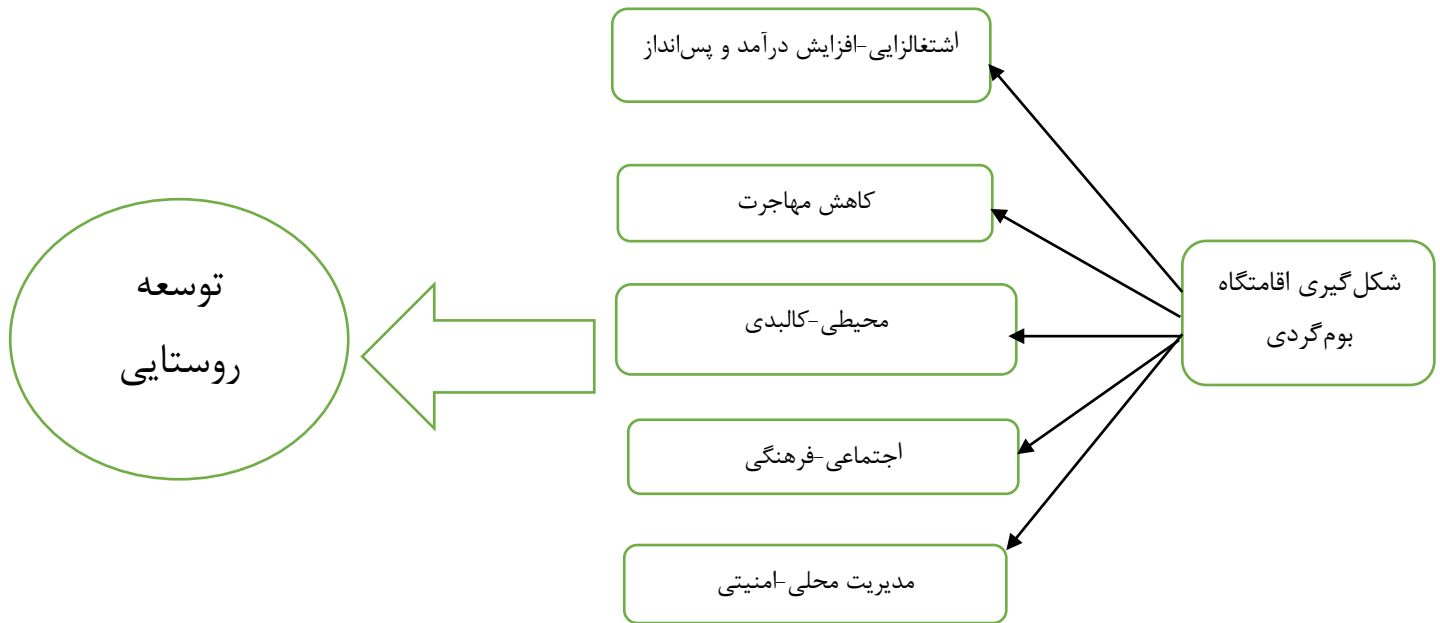 شکل‌گیری اقامتگاه
بوم‌گردی
اشتغالزایی-افزایش درآمد و پس‌انداز
کاهش مهاجرت
محیطی-کالبدی
اجتماعی-فرهنگی
مدیریت محلی-امنیتی
توسعه
روستایی